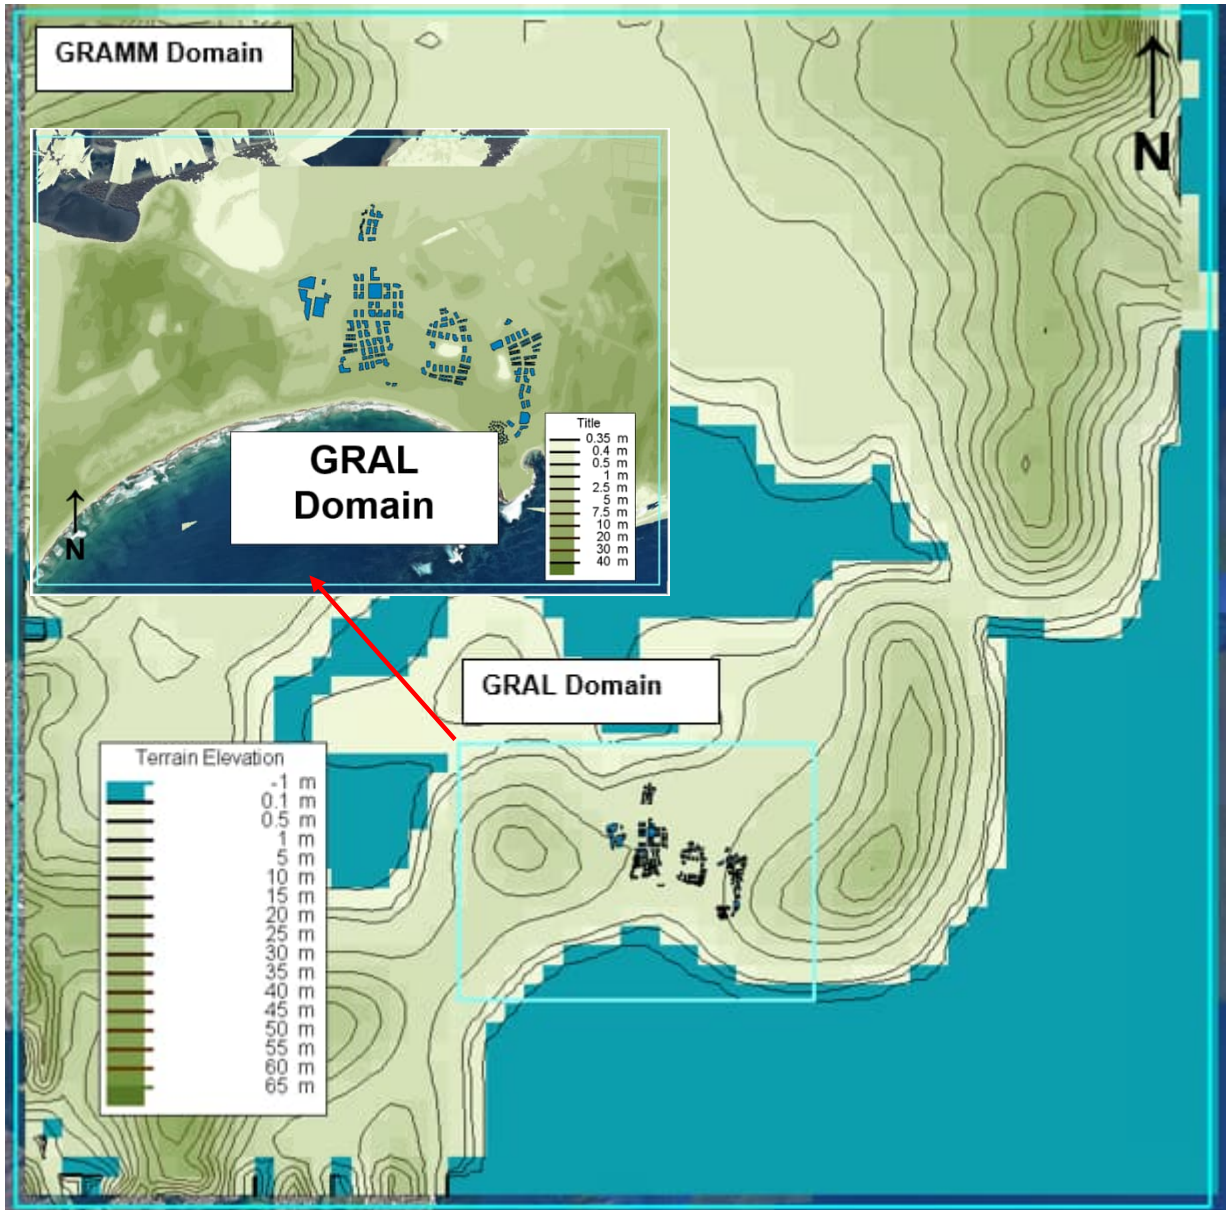 GRAMM Domain
N
Title
0.35 m
0.4 m
0.5 m
1 m
2.5 m
5 m
7.5 m
10 m
20 m
30 m
40 m
GRAL
Domain
N
GRAL Domain
Terrain Elevation
-1 m
0.1 m
0.5 m
1 m
5 m
10 m
15 m
20 m
25 m
30 m
35 m
40 m
45 m
50 m
55 m
60 m
65 m